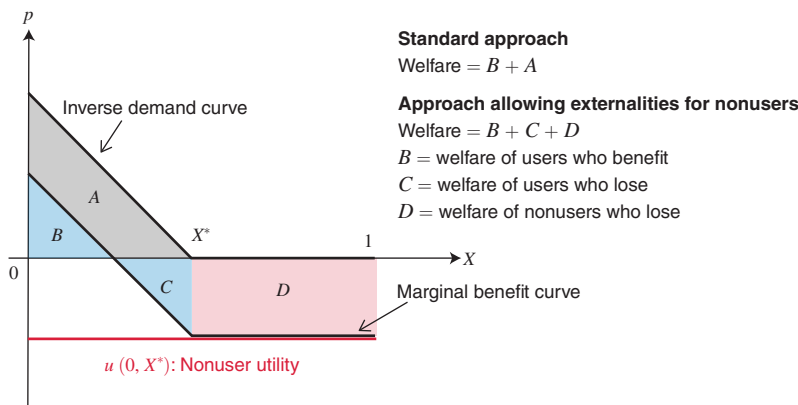 p
Standard approach
Welfare = B + A
Inverse demand curve
Approach allowing externalities for nonusers
Welfare = B + C + D
B = welfare of users who benefit
C = welfare of users who lose
D = welfare of nonusers who lose
A
B
X*
1
0
X
C
D
Marginal benefit curve
u (0, X*): Nonuser utility